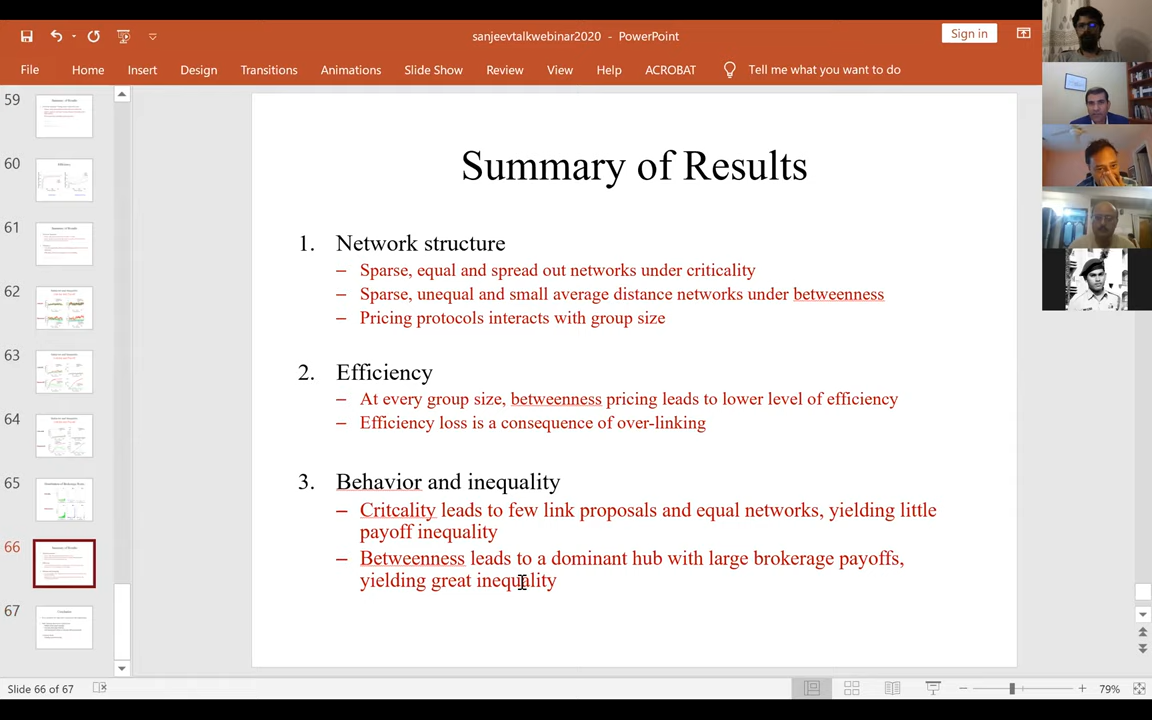 sanjeevtalkwebinar2020 - PowerPoint
Sign in
File Home Insert Design Transitions Animations Slide Show Review View Help ACROBAT Tell me what you want to do
59
60
61
62
63
64
65
66
67
Summary of Results
1. Network structure
– Sparse, equal and spread out networks under criticality
– Sparse, unequal and small average distance networks under betweenness
– Pricing protocols interacts with group size
2. Efficiency
– At every group size, betweenness pricing leads to lower level of efficiency
– Efficiency loss is a consequence of over-linking
3. Behavior and inequality
– Critcality leads to few link proposals and equal networks, yielding little
payoff inequality
– Betweenness leads to a dominant hub with large brokerage payoffs,
yielding great inequality
Slide 66 of 67
79%